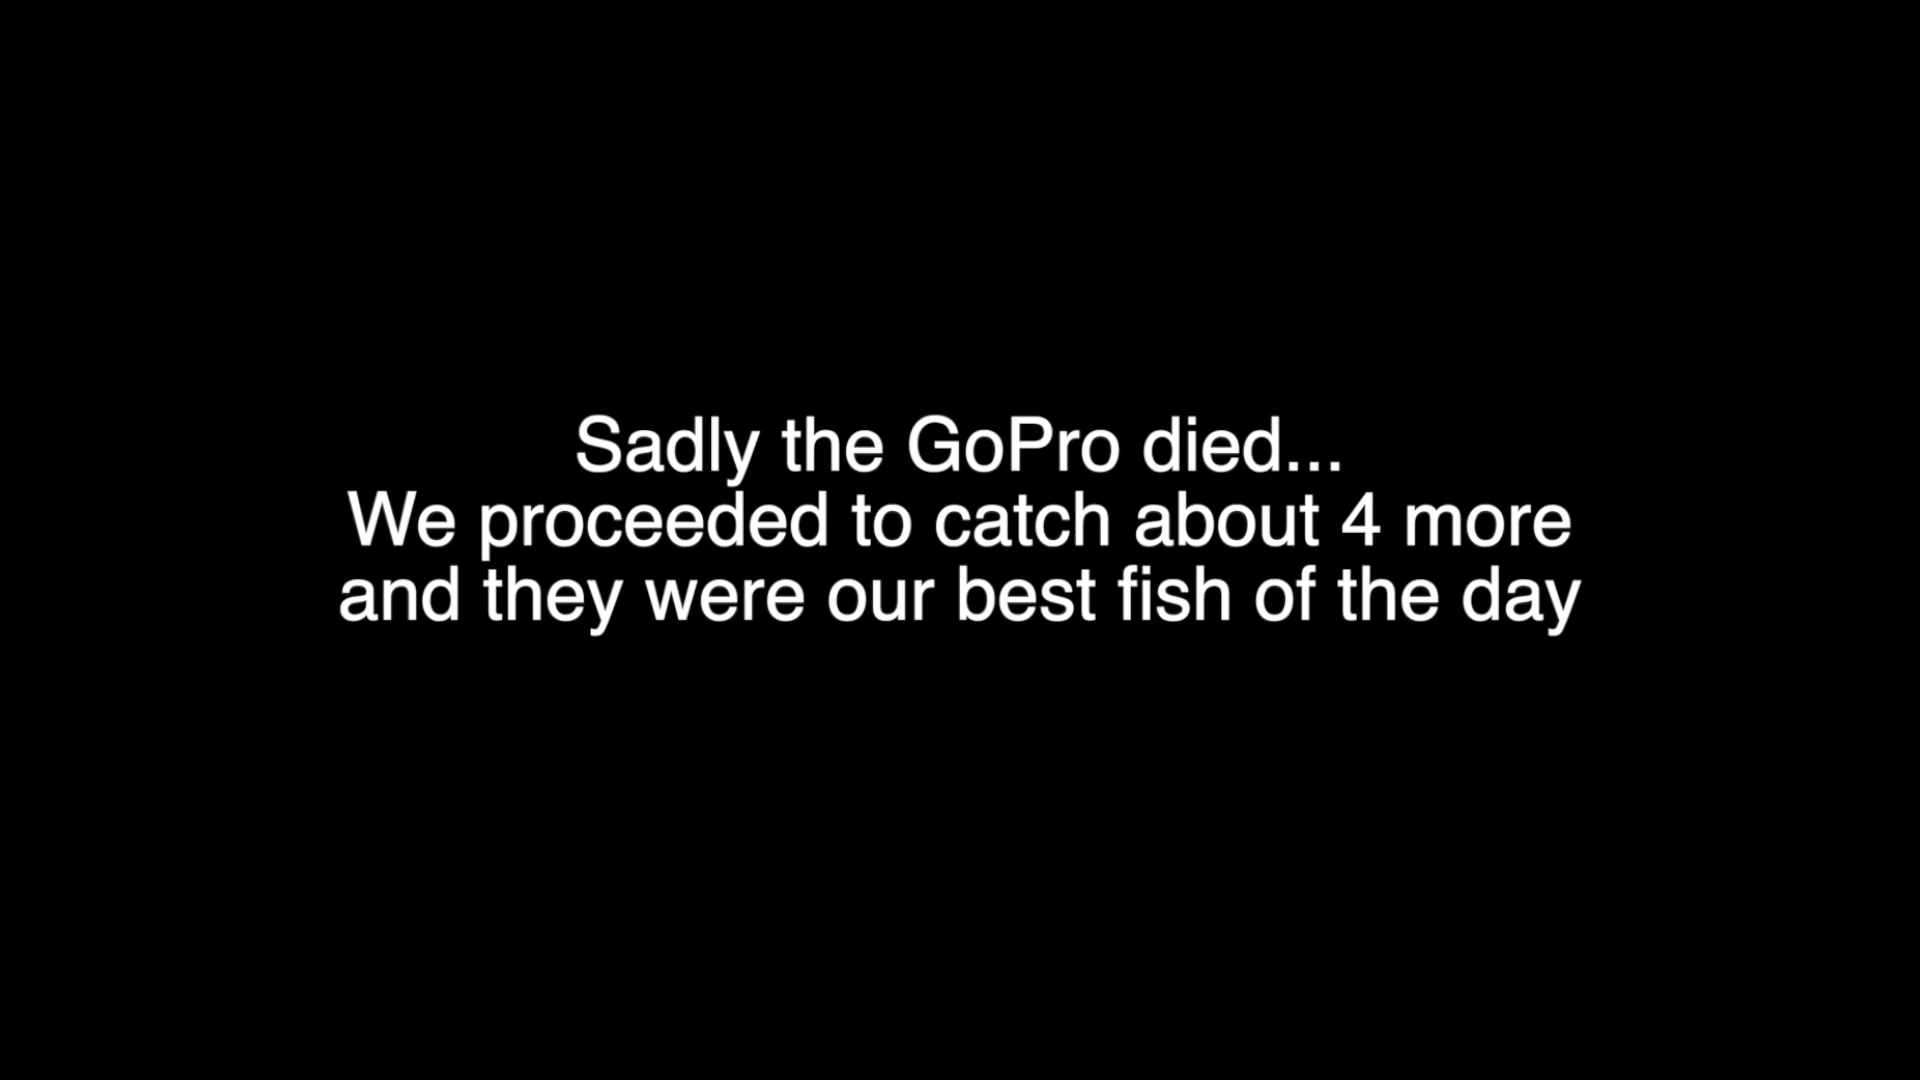 Sadly the GoPro died...
We proceeded to catch about 4 more
and they were our best fish of the day